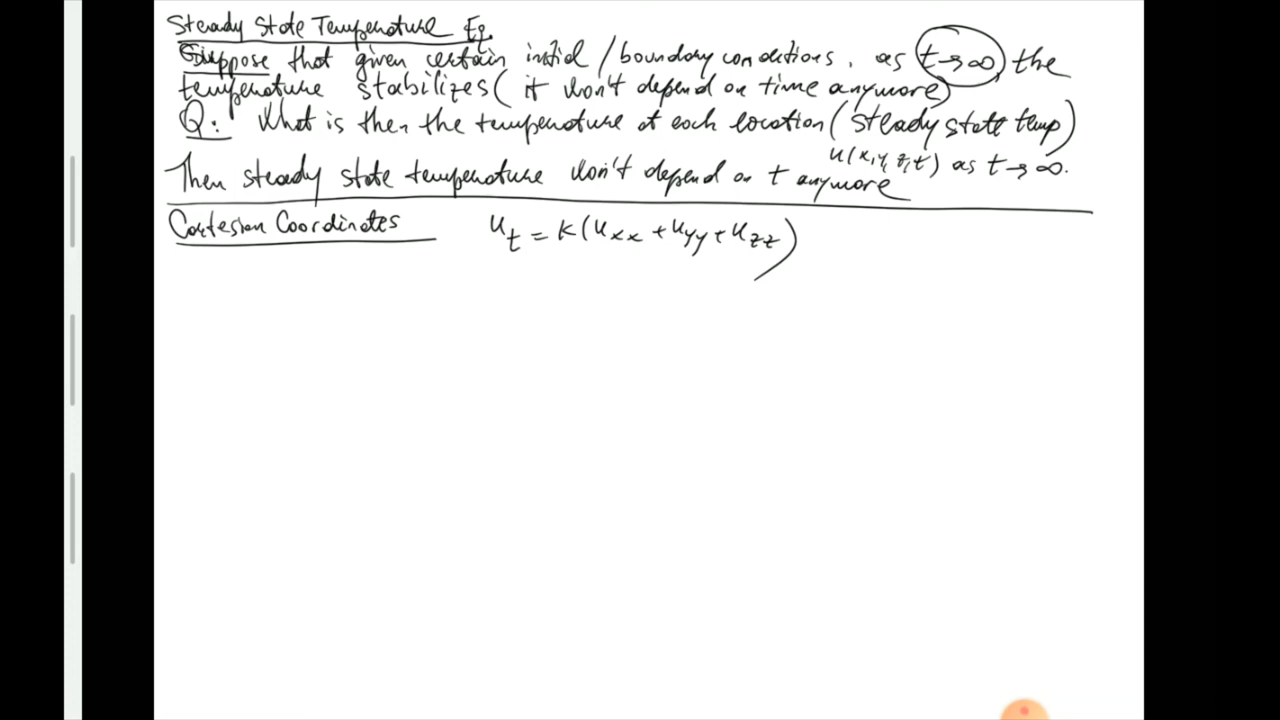 Steady State Temperature Eq.
Suppose that given certain initial / boundary conditions, as t→∞, the
temperature stabilizes (it don't depend on time anymore)
Q: What is then the temperature at each location (steady state temp)
u(x,y,z,t) as t→∞.
Then steady state temperature don't depend on t anymore
Cartesian Coordinates u_t = K(u_xx + u_yy + u_zz)